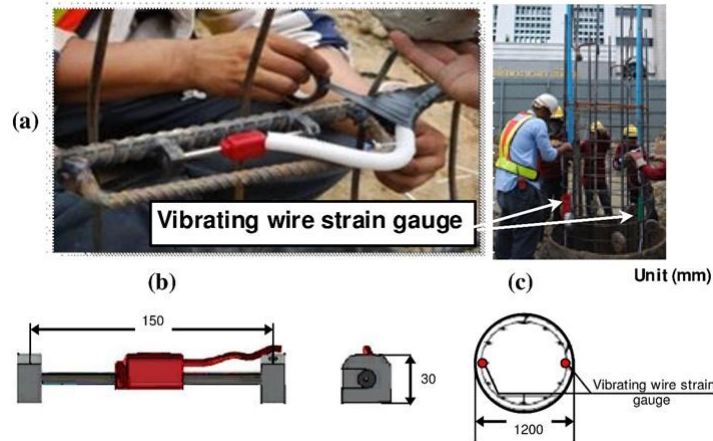 (a)
Vibrating wire strain gauge
Unit (mm)
(b)
(c)
150
30
Vibrating wire strain
gauge
1200